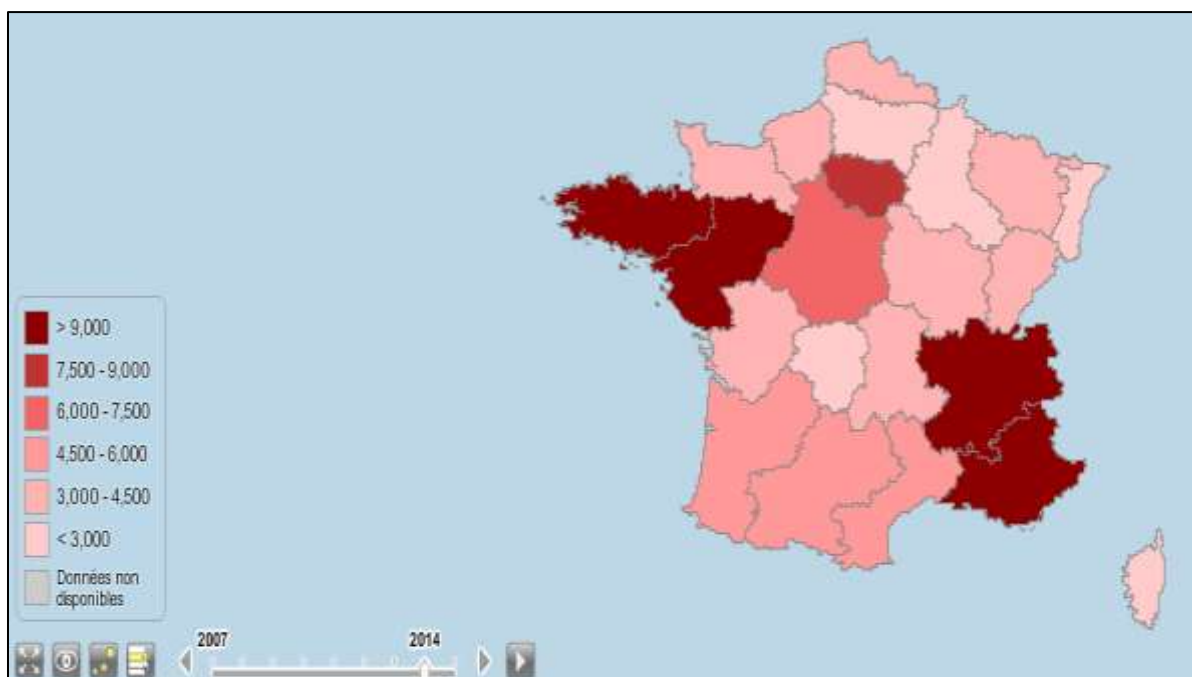 > 9,000
7,500 - 9,000
6,000 - 7,500
4,500 - 6,000
3,000 - 4,500
< 3,000
Données non
disponibles
2007 2014